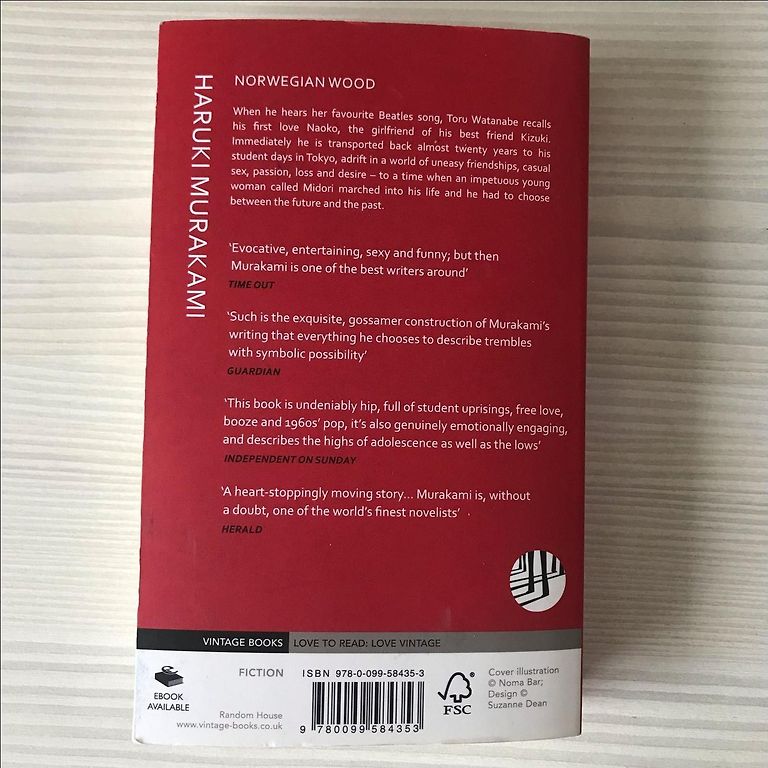 HARUKI MURAKAMI
NORWEGIAN WOOD
When he hears her favourite Beatles song, Toru Watanabe recalls
his first love Naoko, the girlfriend of his best friend Kizuki.
Immediately he is transported back almost twenty years to his
student days in Tokyo, adrift in a world of uneasy friendships, casual
sex, passion, loss and desire – to a time when an impetuous young
woman called Midori marched into his life and he had to choose
between the future and the past.
‘Evocative, entertaining, sexy and funny; but then
Murakami is one of the best writers around’
TIME OUT
‘Such is the exquisite, gossamer construction of Murakami’s
writing that everything he chooses to describe trembles
with symbolic possibility’
GUARDIAN
‘This book is undeniably hip, full of student uprisings, free love,
booze and 1960s’ pop, it’s also genuinely emotionally engaging,
and describes the highs of adolescence as well as the lows’
INDEPENDENT ON SUNDAY
‘A heart-stoppingly moving story... Murakami is, without
a doubt, one of the world’s finest novelists’
HERALD
VINTAGE BOOKS LOVE TO READ: LOVE VINTAGE
EBOOK
AVAILABLE
FICTION
Random House
www.vintage-books.co.uk
ISBN 978-0-099-58435-3
9 780099 584353
FSC
Cover illustration
© Noma Bar;
Design ©
Suzanne Dean